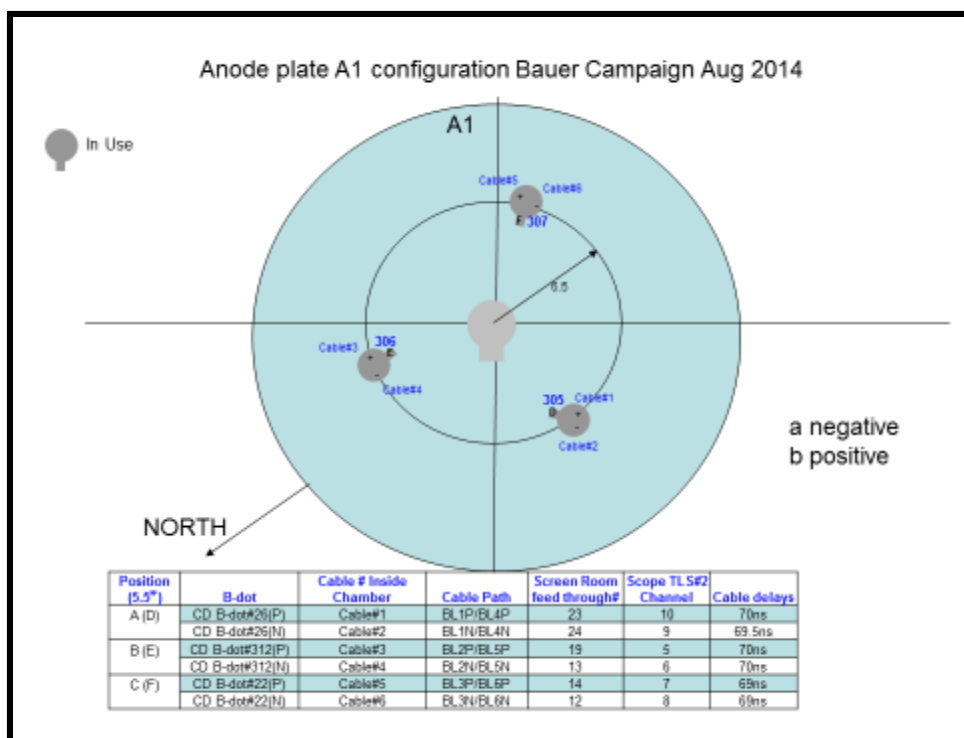 Anode plate A1 configuration Bauer Campaign Aug 2014
A1
In Use
Cable#5
Cable#6
+
-
307
6.5
306
Cable#3
E
+
-
Cable#4
305
Cable#1
+
-
Cable#2
a negative
b positive
NORTH
Position (5.5") B-dot Cable # Inside Chamber Cable Path Screen Room feed through# Scope TLS#2 Channel Cable delays
A (D) CD B-dot#26(P) Cable#1 BL1P/BL4P 23 10 70ns
CD B-dot#26(N) Cable#2 BL1N/BL4N 24 9 69.5ns
B (E) CD B-dot#312(P) Cable#3 BL2P/BL5P 19 5 70ns
CD B-dot#312(N) Cable#4 BL2N/BL5N 13 6 70ns
C (F) CD B-dot#22(P) Cable#5 BL3P/BL6P 14 7 69ns
CD B-dot#22(N) Cable#6 BL3N/BL6N 12 8 69ns